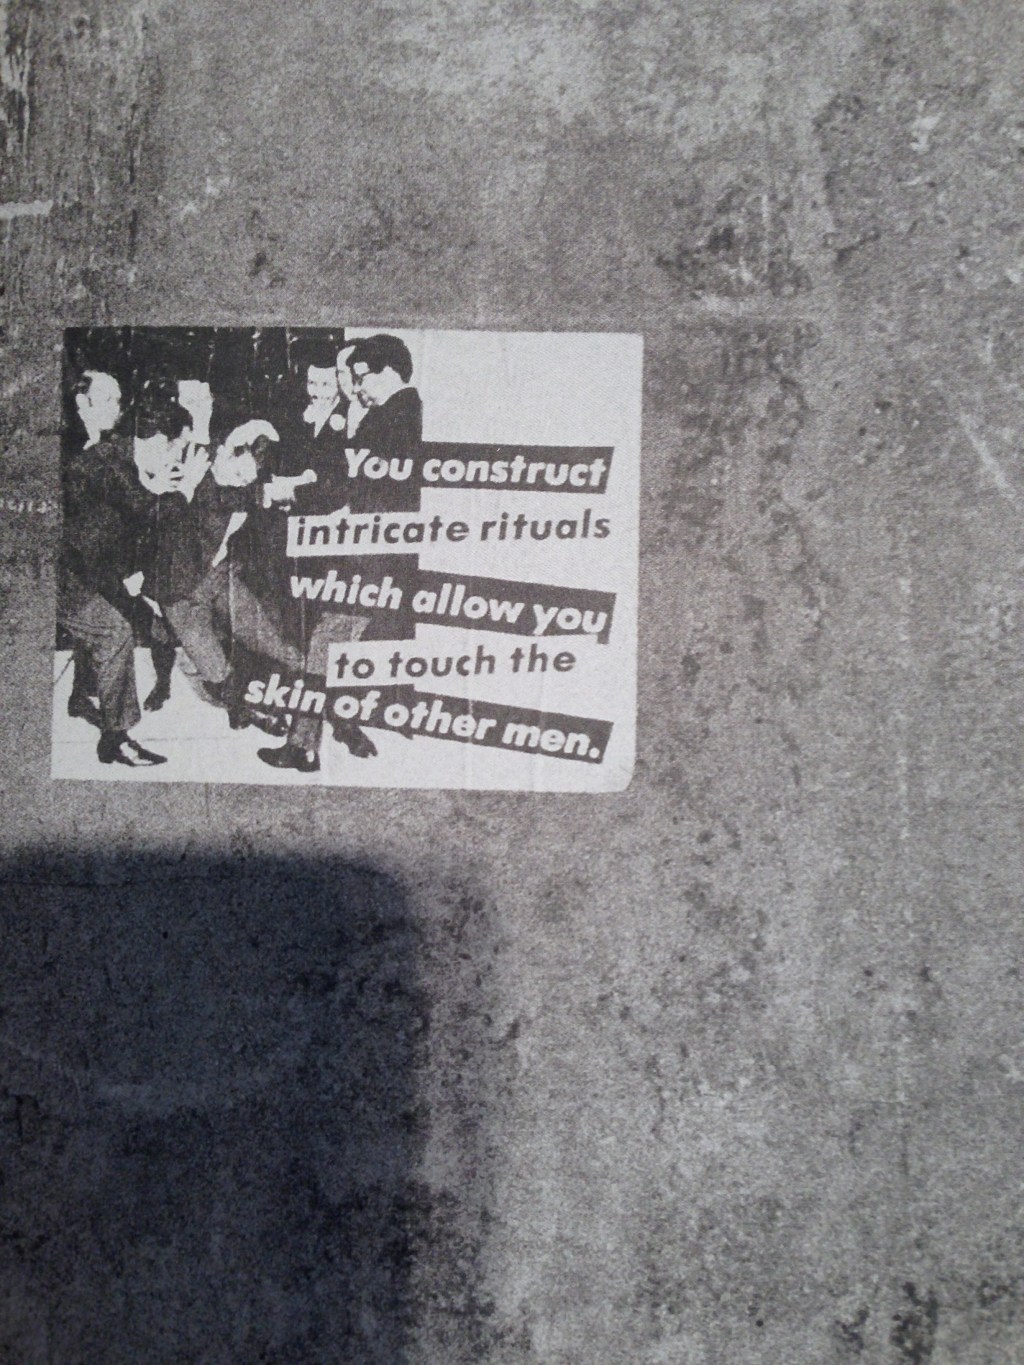 You construct
intricate rituals
which allow you
to touch the
skin of other men.